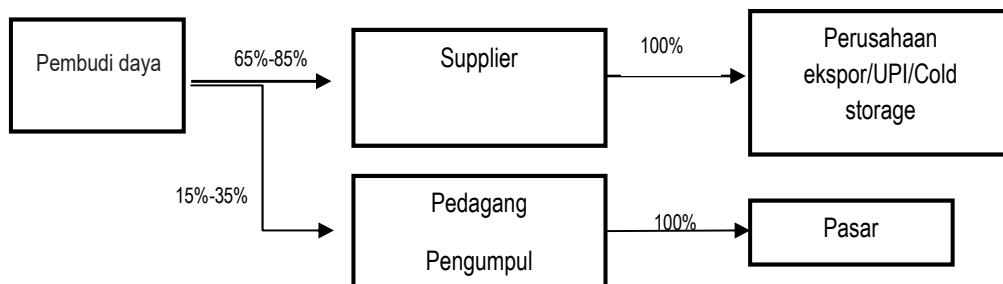 Pembudi daya
65%-85%
Supplier
100%
Perusahaan
ekspor/UPI/Cold
storage
15%-35%
Pedagang
Pengumpul
100%
Pasar